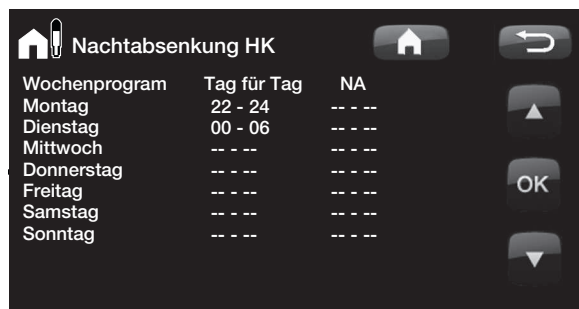 Nachtabsenkung HK
Wochenprogram Tag für Tag NA
Montag 22 - 24 -- - --
Dienstag 00 - 06 -- - --
Mittwoch -- - -- -- - --
Donnerstag -- - -- -- - --
Freitag -- - -- -- - --
OK
Samstag -- - -- -- - --
Sonntag -- - -- -- - --